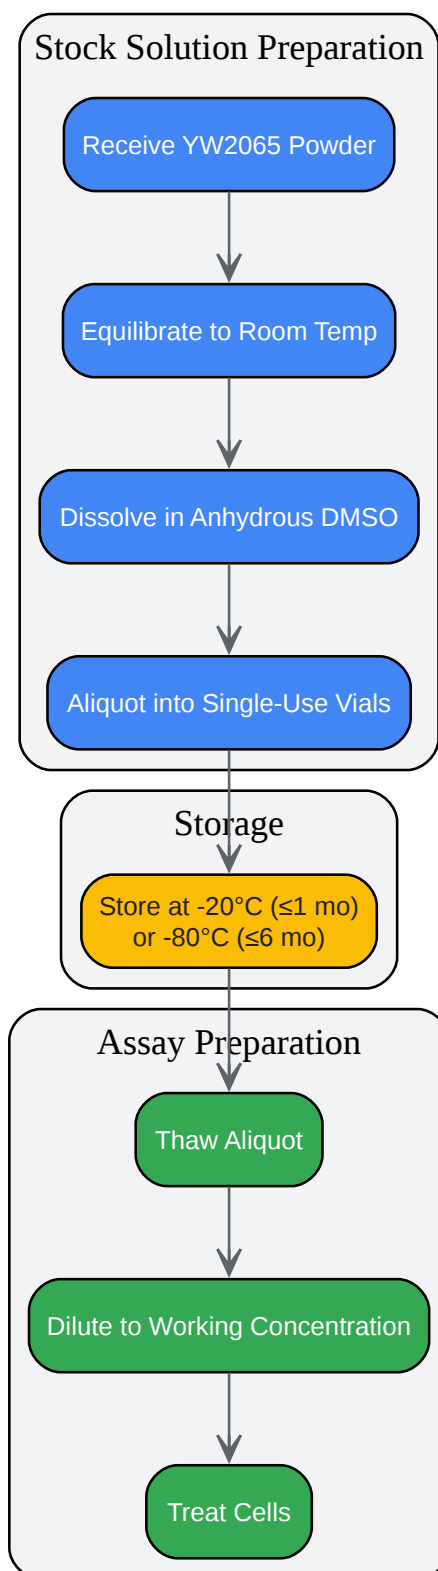 Stock Solution Preparation
Receive YW2065 Powder
Equilibrate to Room Temp
Dissolve in Anhydrous DMSO
Aliquot into Single-Use Vials
Storage
Store at -20°C (≤1 mo)
or -80°C (≤6 mo)
Assay Preparation
Thaw Aliquot
Dilute to Working Concentration
Treat Cells